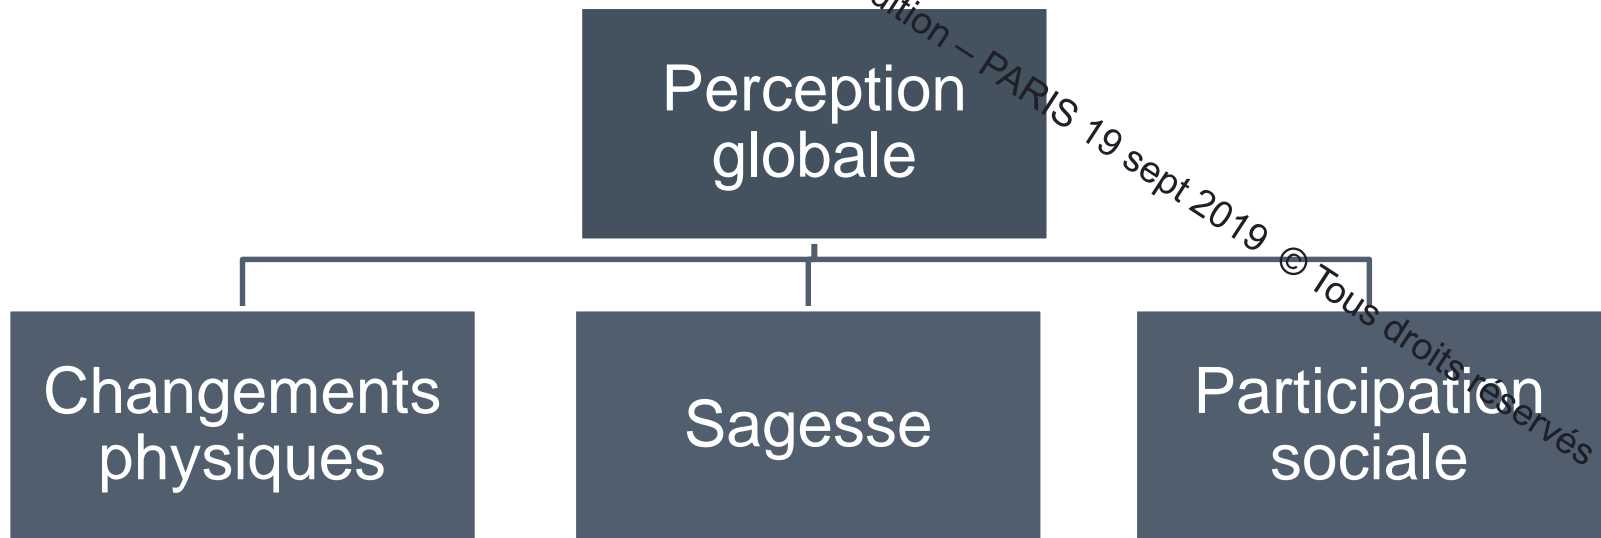 Perception
globale
– PARIS 19 sept 2019 © Tous droits réservés
Changements
physiques
Sagesse
Participation
sociale